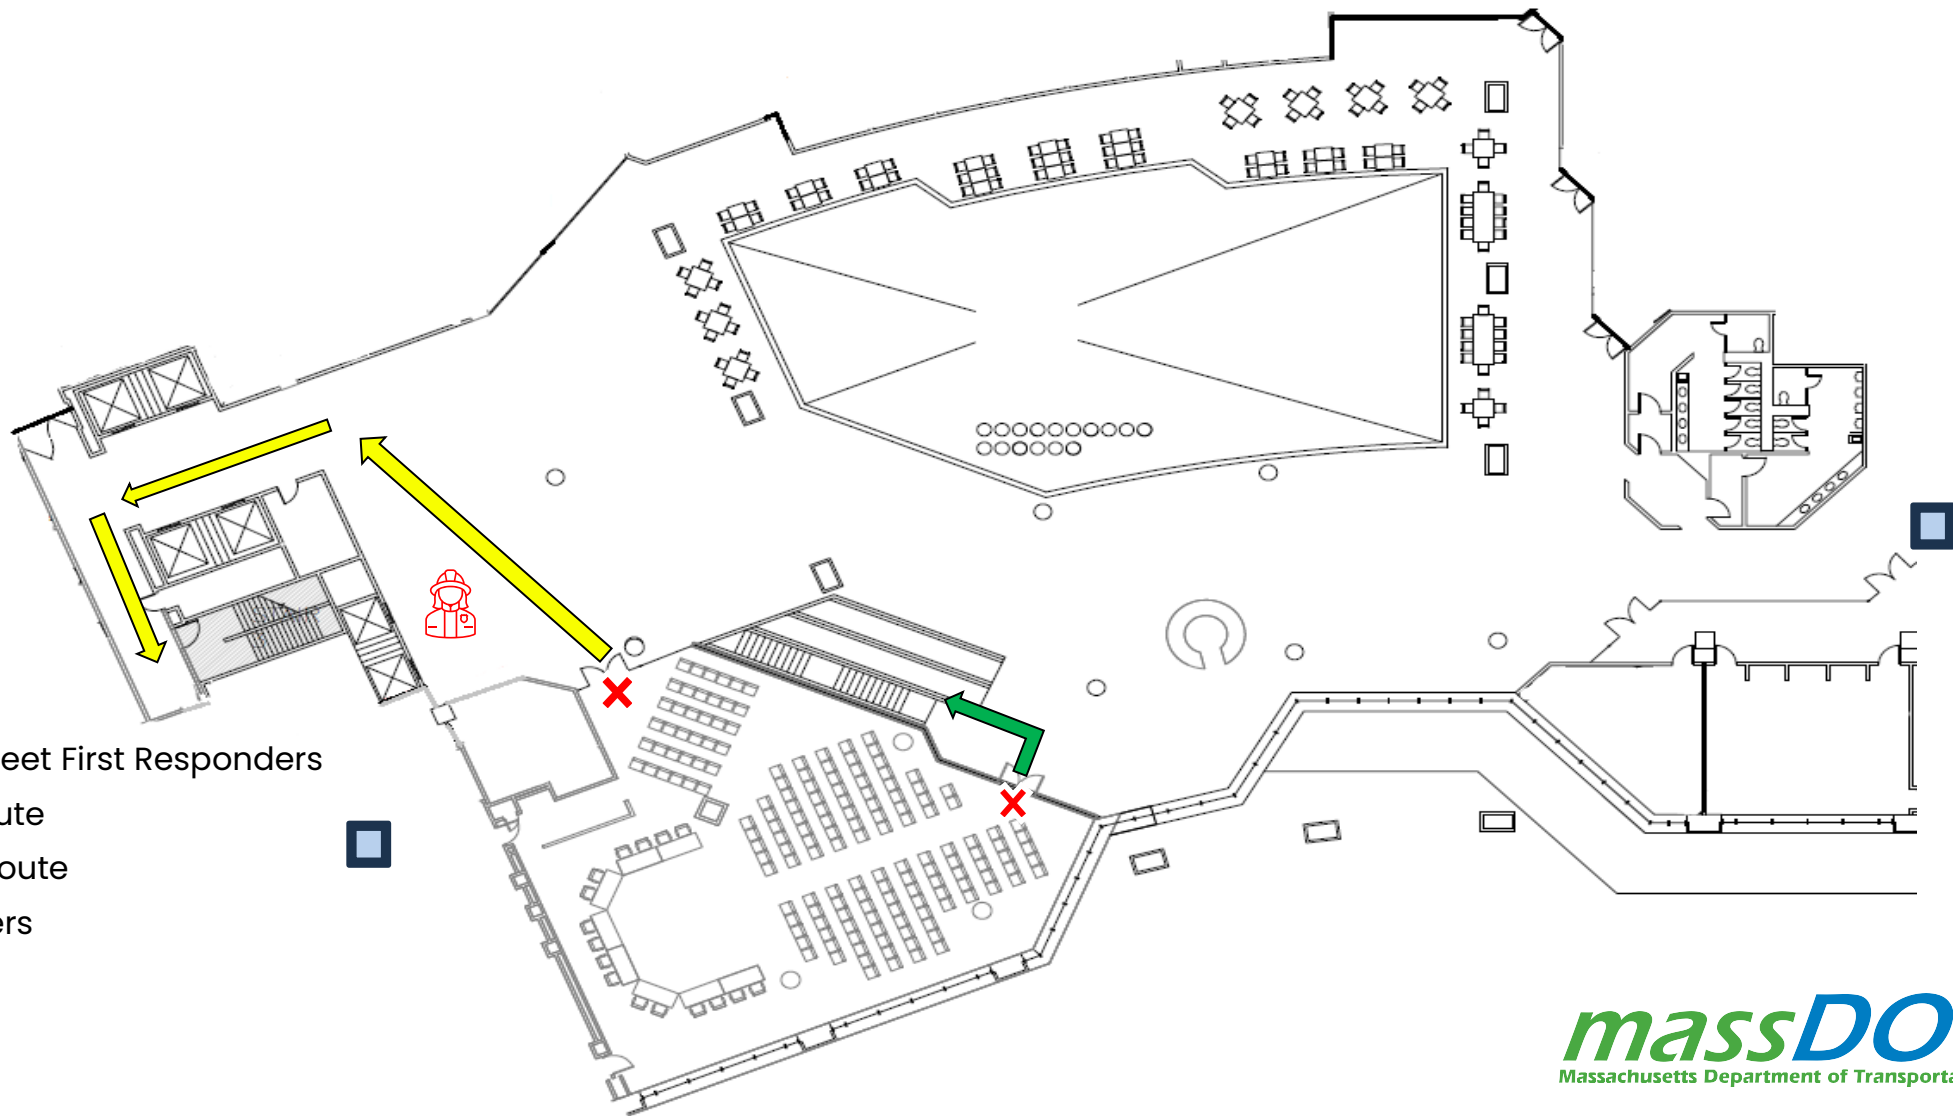 eet First Responders
ute
oute
ers
massDO
Massachusetts Department of Transporta